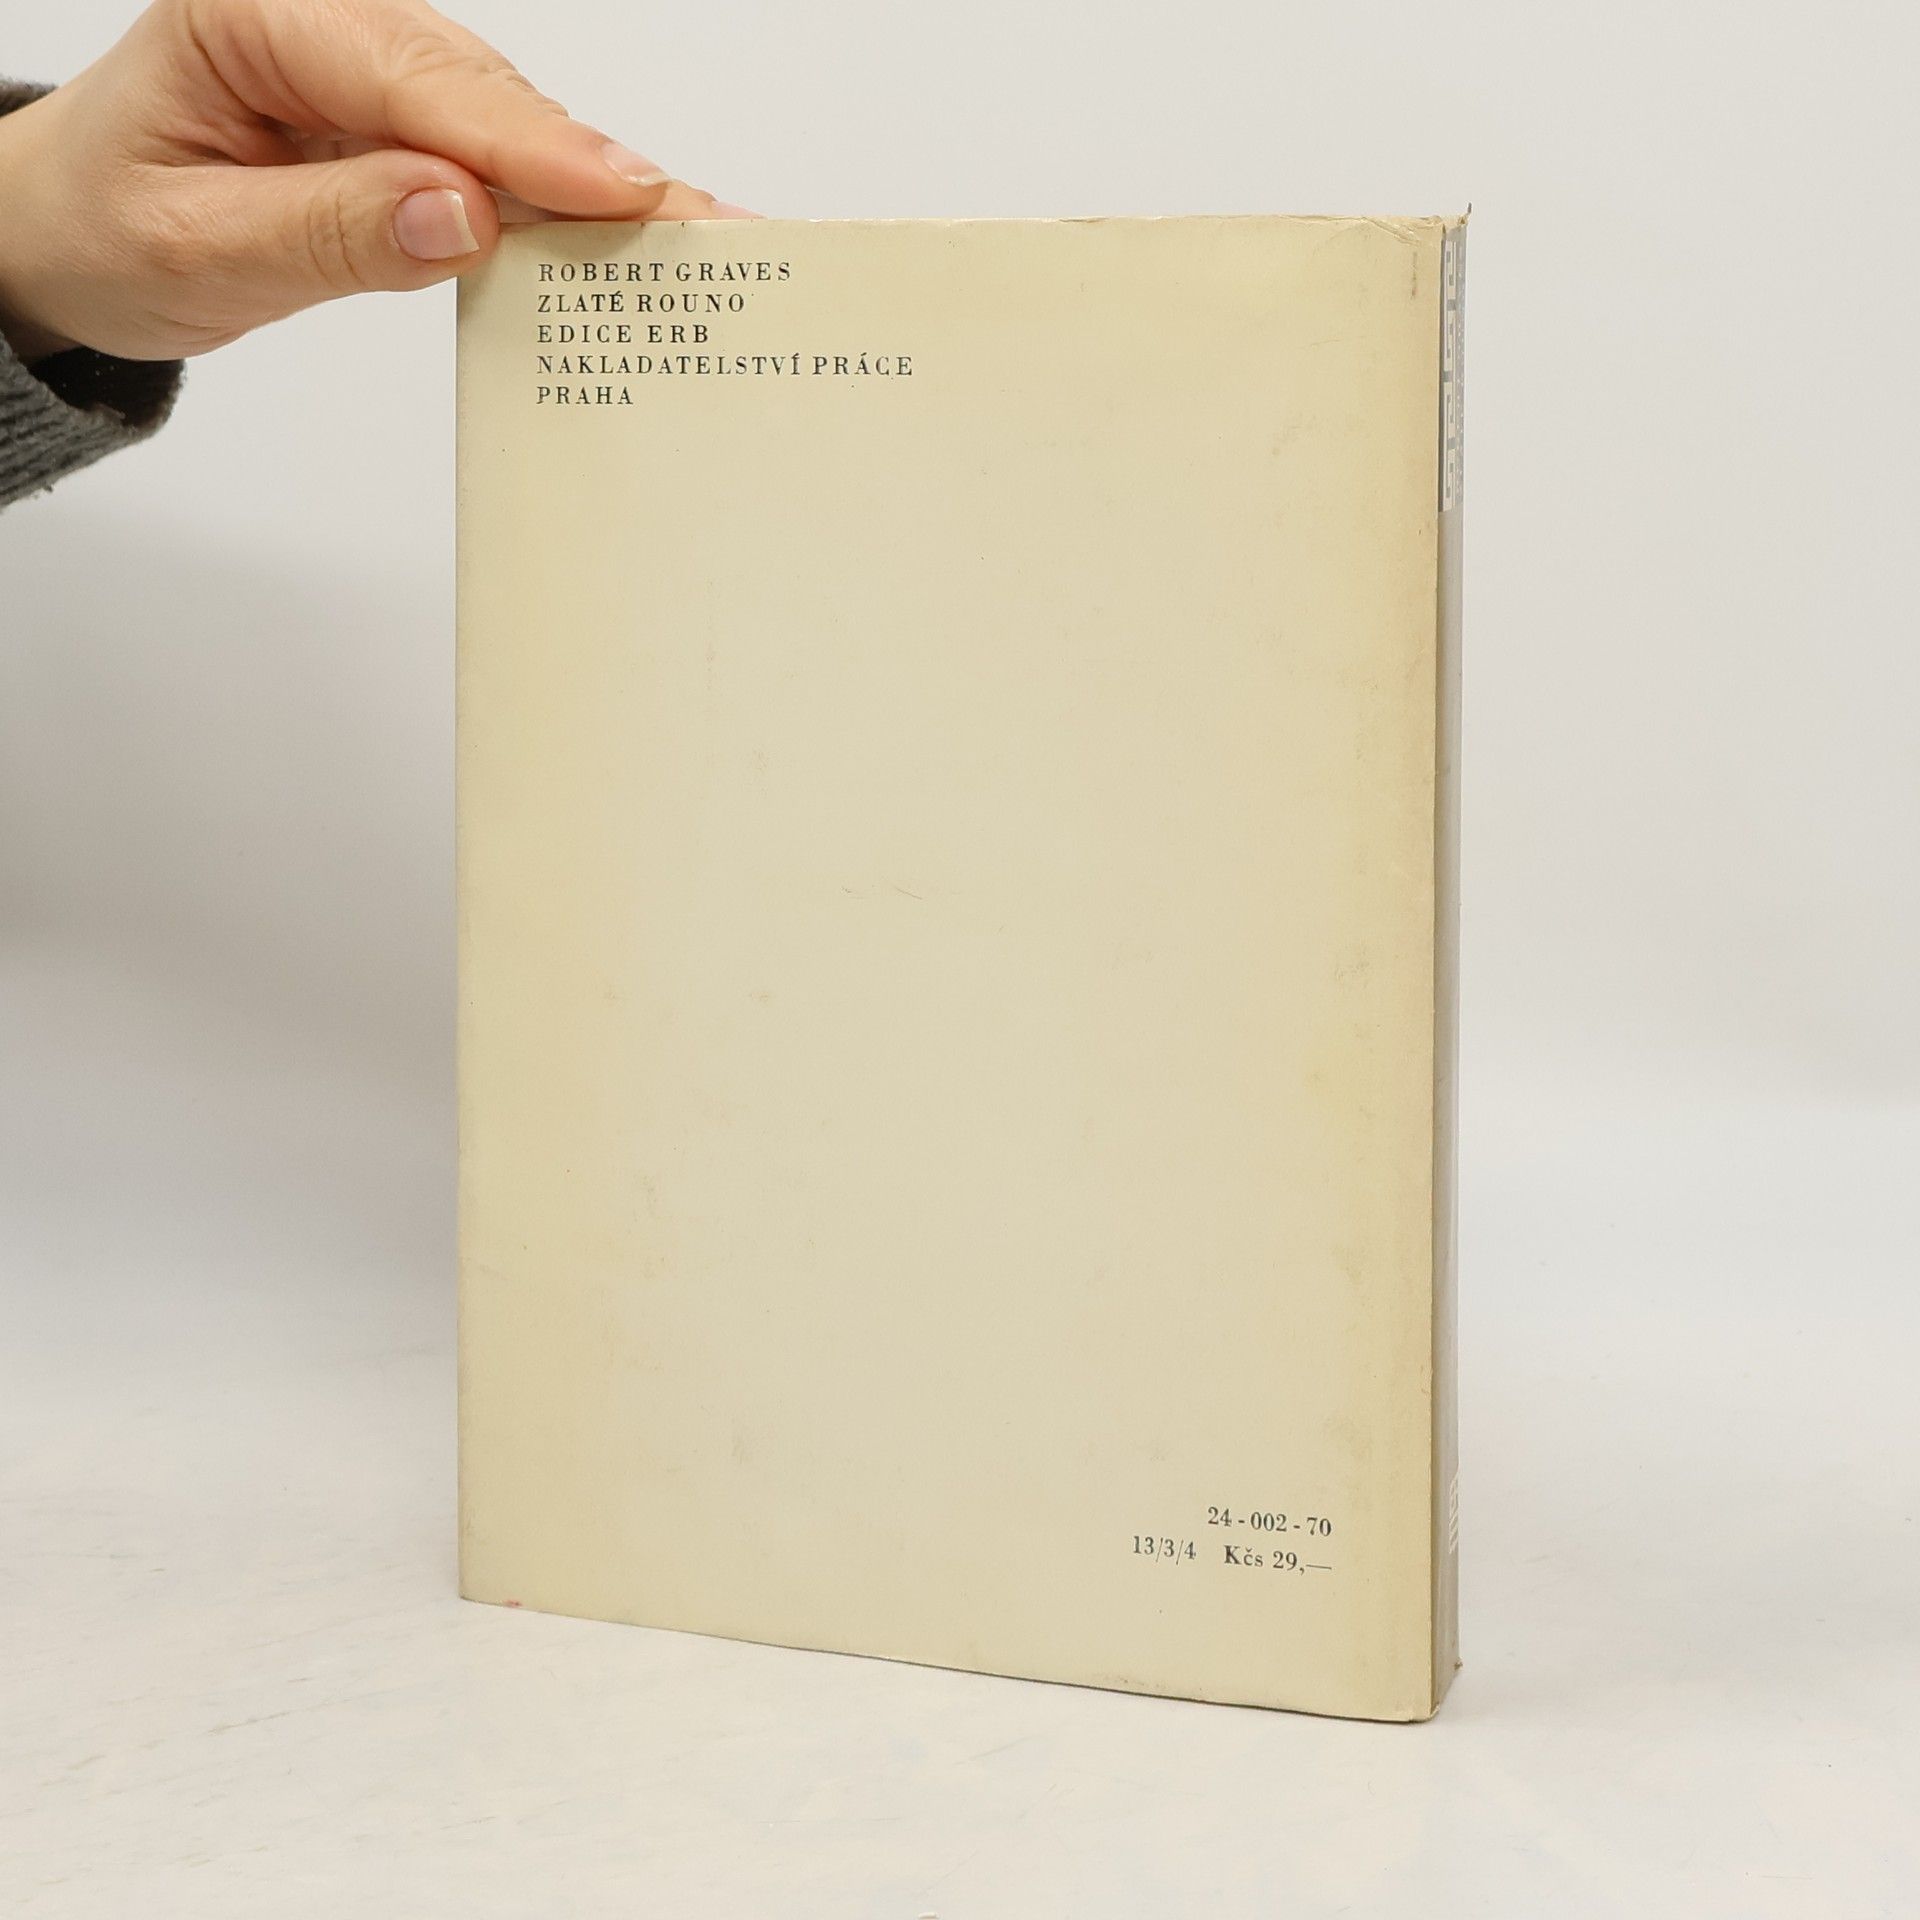 ROBERT GRAVES
ZLATÉ ROUNO
EDICE ERB
NAKLADATELSTVÍ PRÁCE
PRAHA
24-002-70
13/3/4 Kčs 29,—